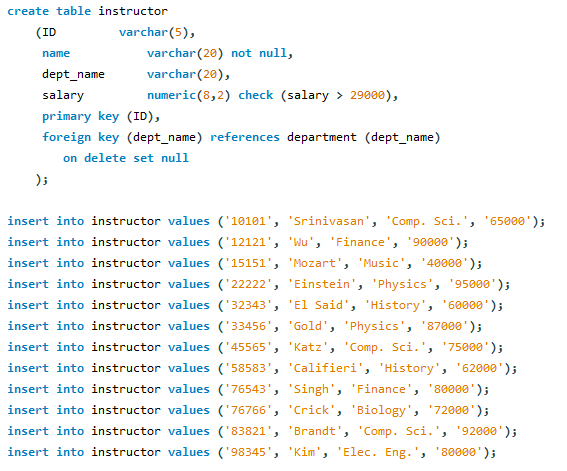 create table instructor
(ID varchar(5),
name varchar(20) not null,
dept_name varchar(20),
salary numeric(8,2) check (salary > 29000),
primary key (ID),
foreign key (dept_name) references department (dept_name)
on delete set null
);
insert into instructor values ('10101', 'Srinivasan', 'Comp. Sci.', '65000');
insert into instructor values ('12121', 'Wu', 'Finance', '90000');
insert into instructor values ('15151', 'Mozart', 'Music', '40000');
insert into instructor values ('22222', 'Einstein', 'Physics', '95000');
insert into instructor values ('32343', 'El Said', 'History', '60000');
insert into instructor values ('33456', 'Gold', 'Physics', '87000');
insert into instructor values ('45565', 'Katz', 'Comp. Sci.', '75000');
insert into instructor values ('58583', 'Califieri', 'History', '62000');
insert into instructor values ('76543', 'Singh', 'Finance', '80000');
insert into instructor values ('76766', 'Crick', 'Biology', '72000');
insert into instructor values ('83821', 'Brandt', 'Comp. Sci.', '92000');
insert into instructor values ('98345', 'Kim', 'Elec. Eng.', '80000');